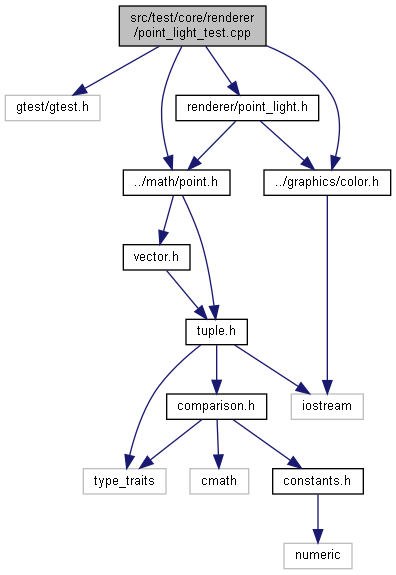 src/test/core/renderer
/point_light_test.cpp
gtest/gtest.h
renderer/point_light.h
../math/point.h
../graphics/color.h
vector.h
tuple.h
comparison.h
iostream
type_traits
cmath
constants.h
numeric